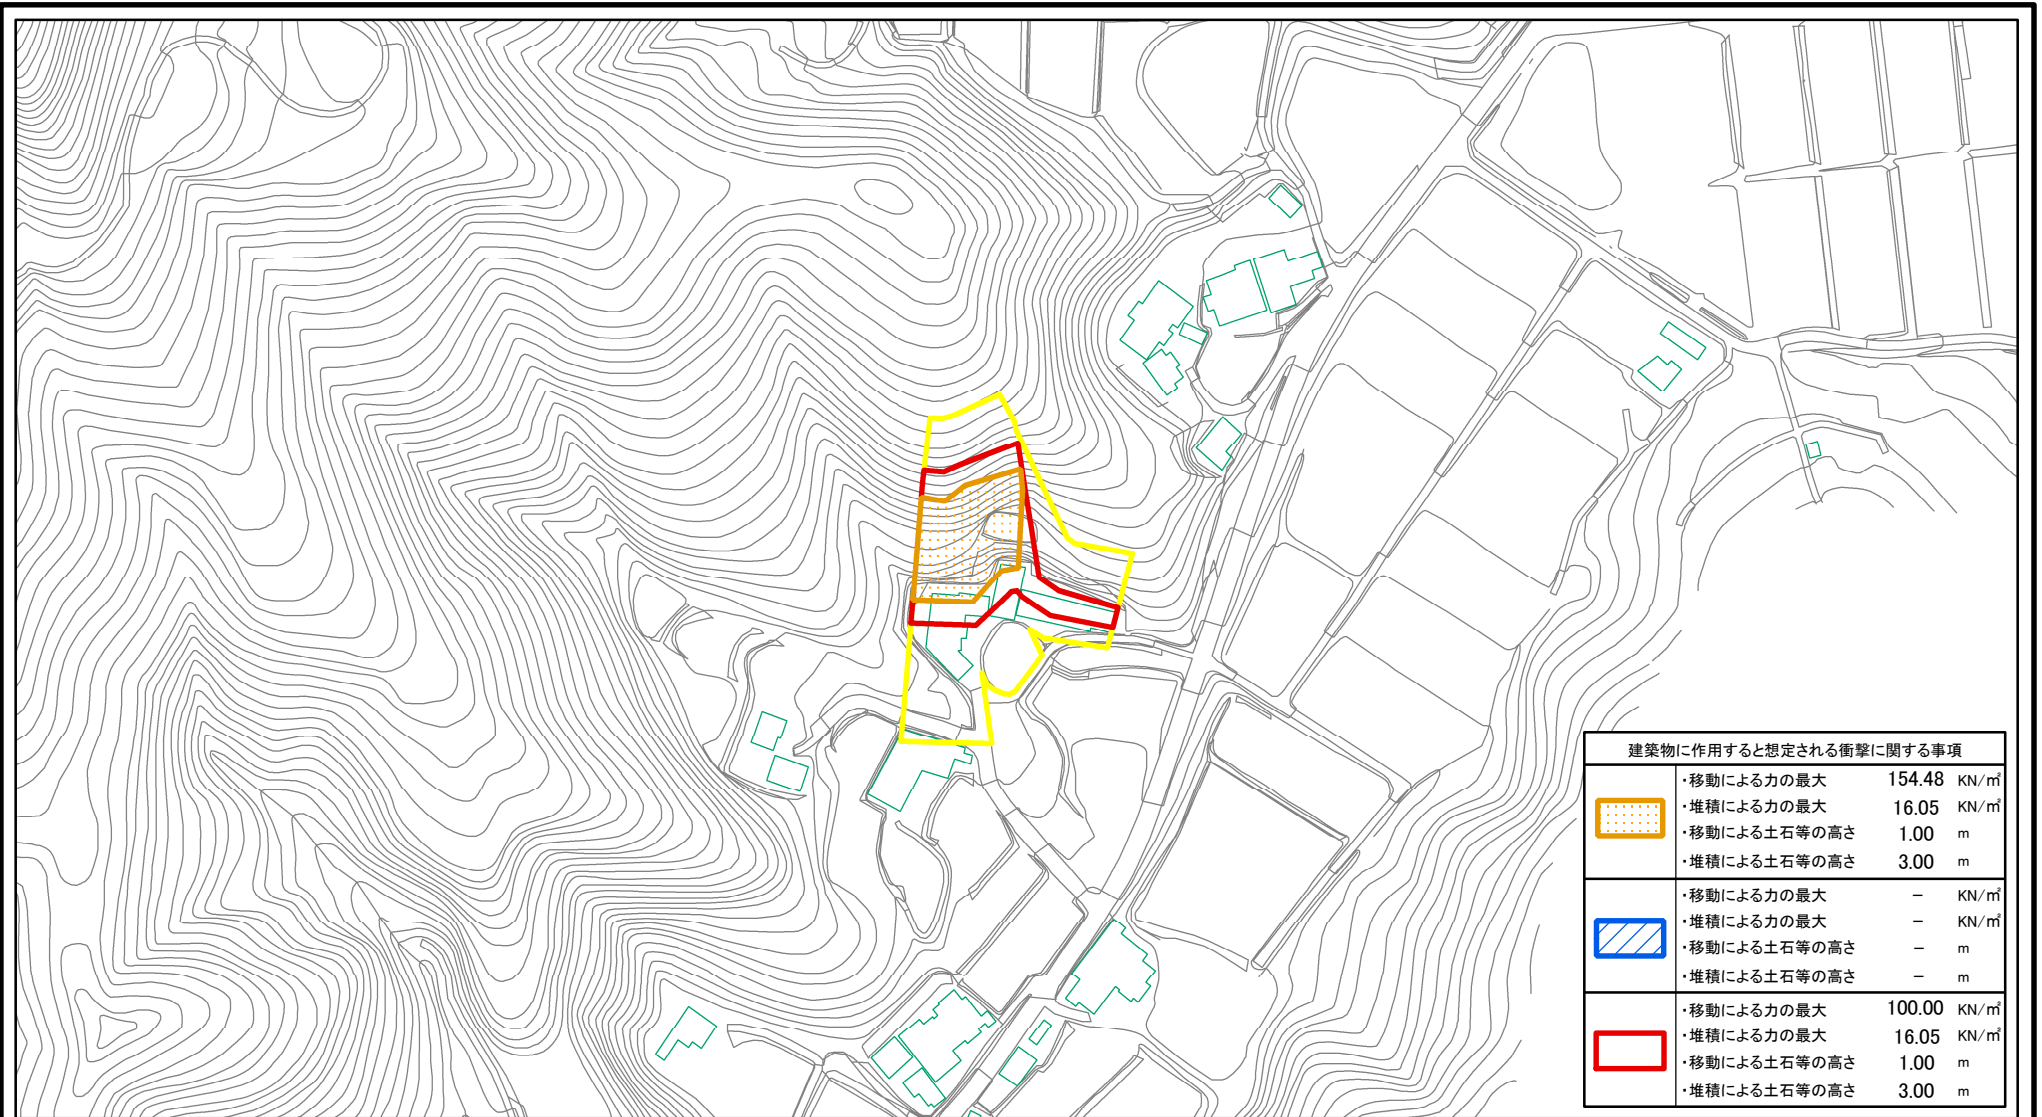 建築物に作用すると想定される衝撃に関する事項
・移動による力の最大 154.48 KN/㎡
・堆積による力の最大 16.05 KN/㎡
・移動による土石等の高さ 1.00 m
・堆積による土石等の高さ 3.00 m
・移動による力の最大 － KN/㎡
・堆積による力の最大 － KN/㎡
・移動による土石等の高さ － m
・堆積による土石等の高さ － m
・移動による力の最大 100.00 KN/㎡
・堆積による力の最大 16.05 KN/㎡
・移動による土石等の高さ 1.00 m
・堆積による土石等の高さ 3.00 m